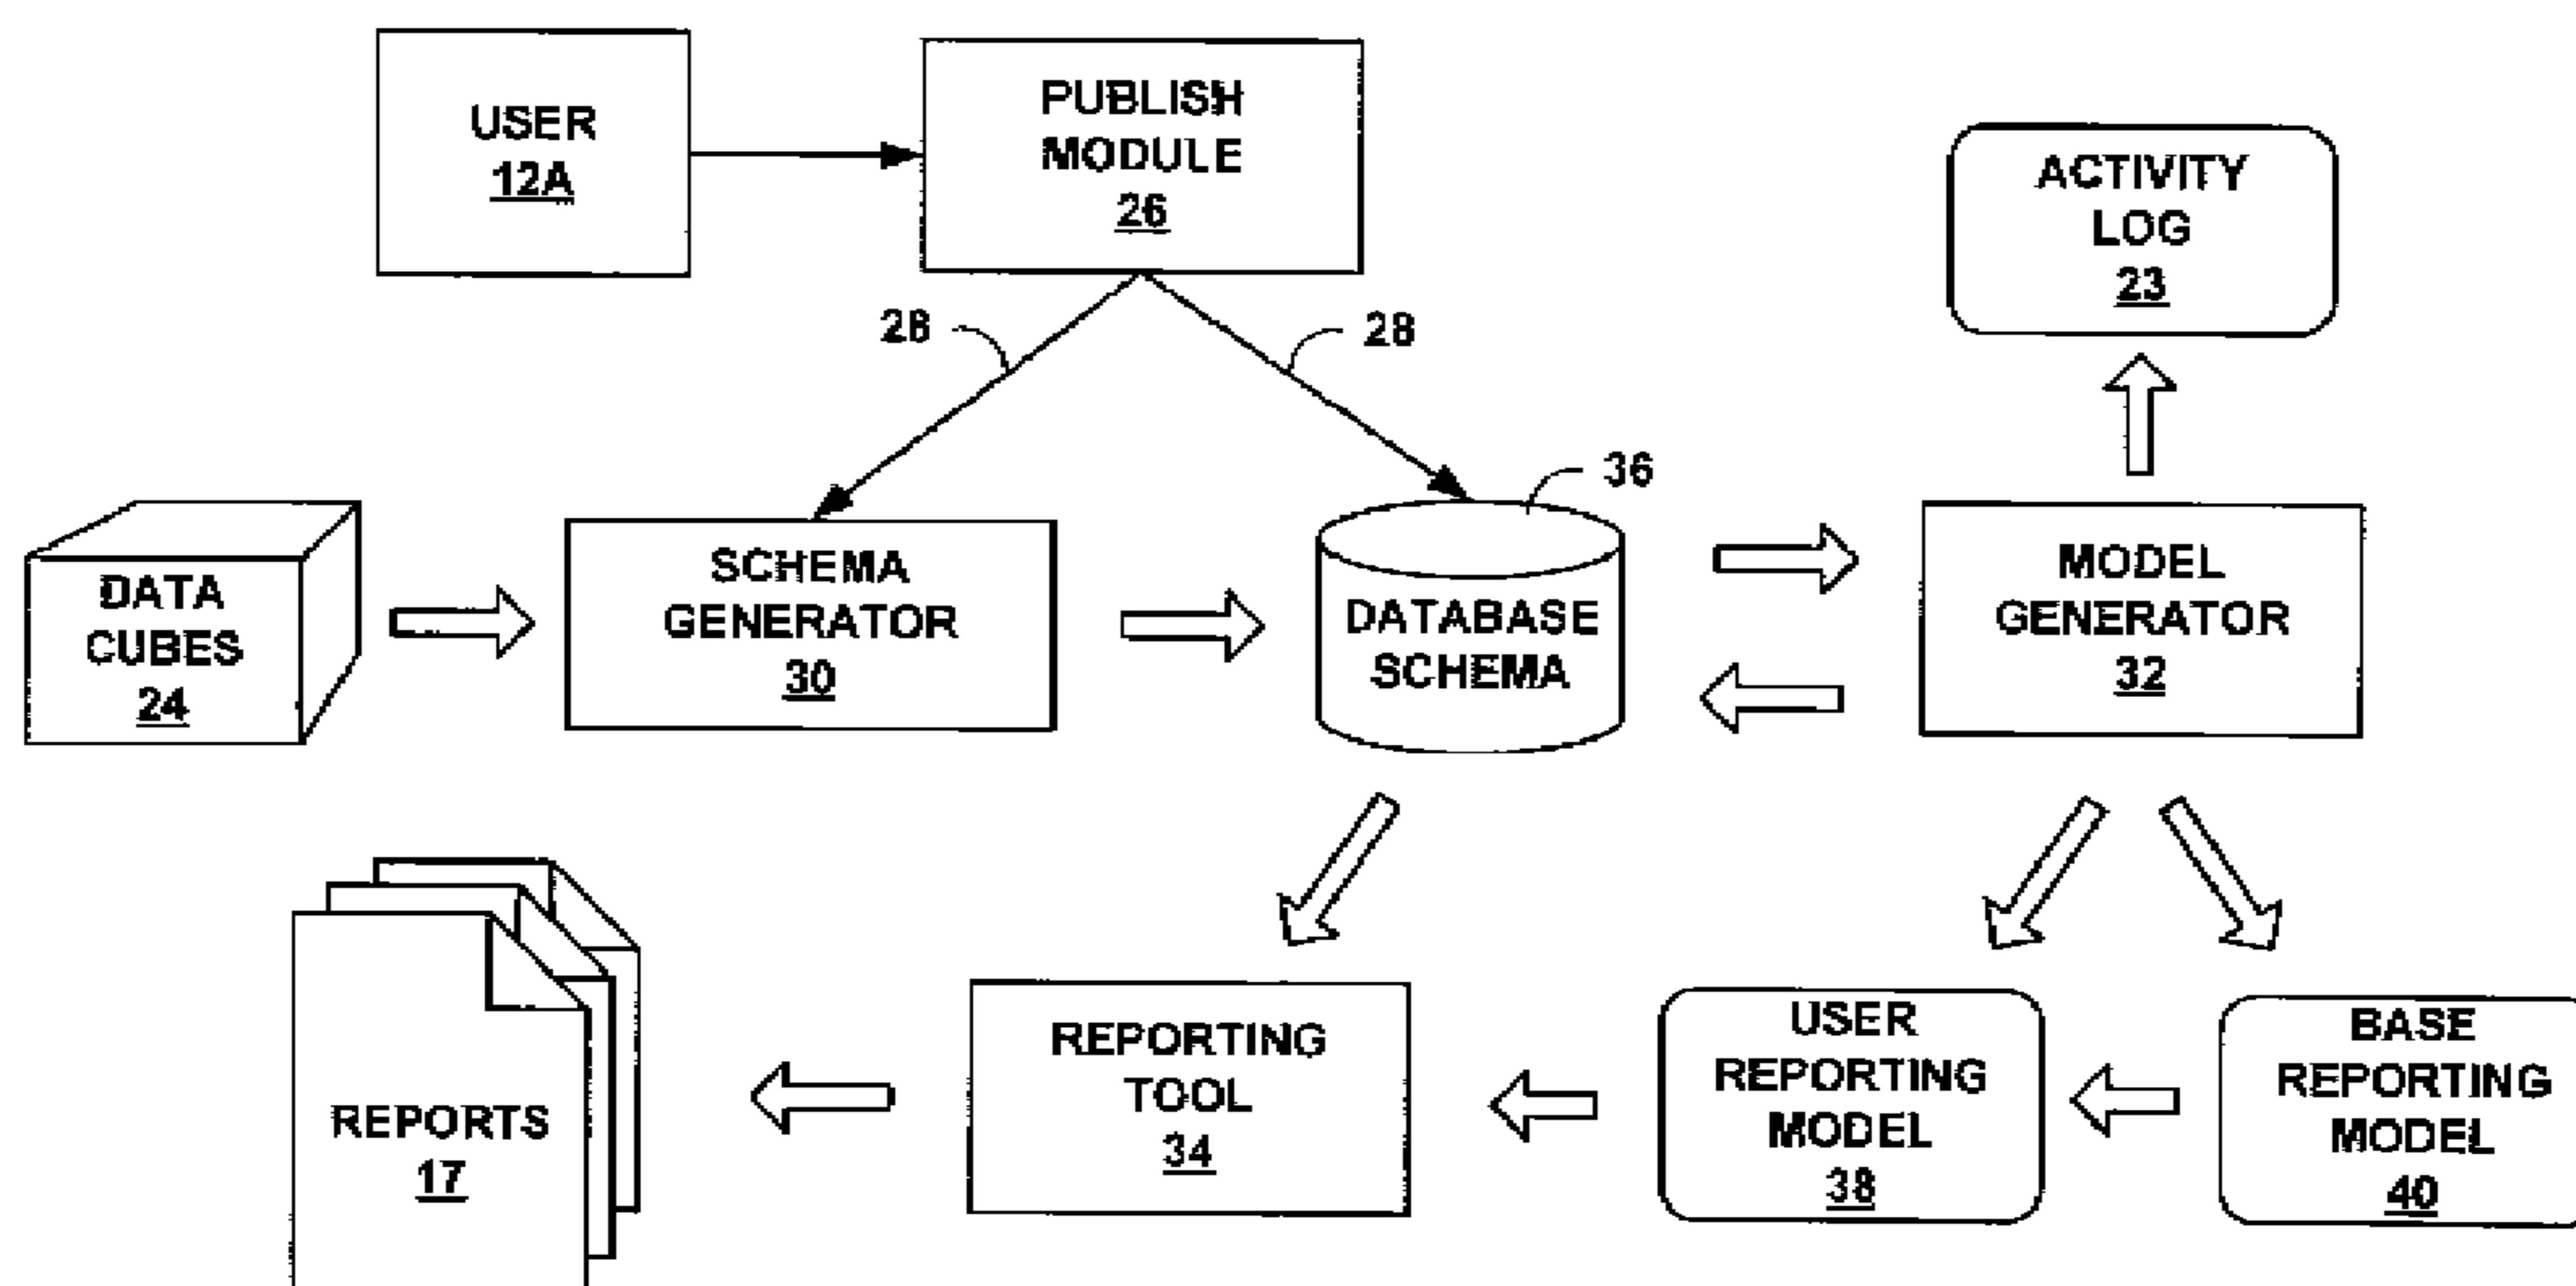 USER
12A
PUBLISH
MODULE
26
ACTIVITY
LOG
23
28
28
36
DATA
CUBES
24
SCHEMA
GENERATOR
30
DATABASE
SCHEMA
MODEL
GENERATOR
32
REPORTS
17
REPORTING
TOOL
34
USER
REPORTING
MODEL
38
BASE
REPORTING
MODEL
40